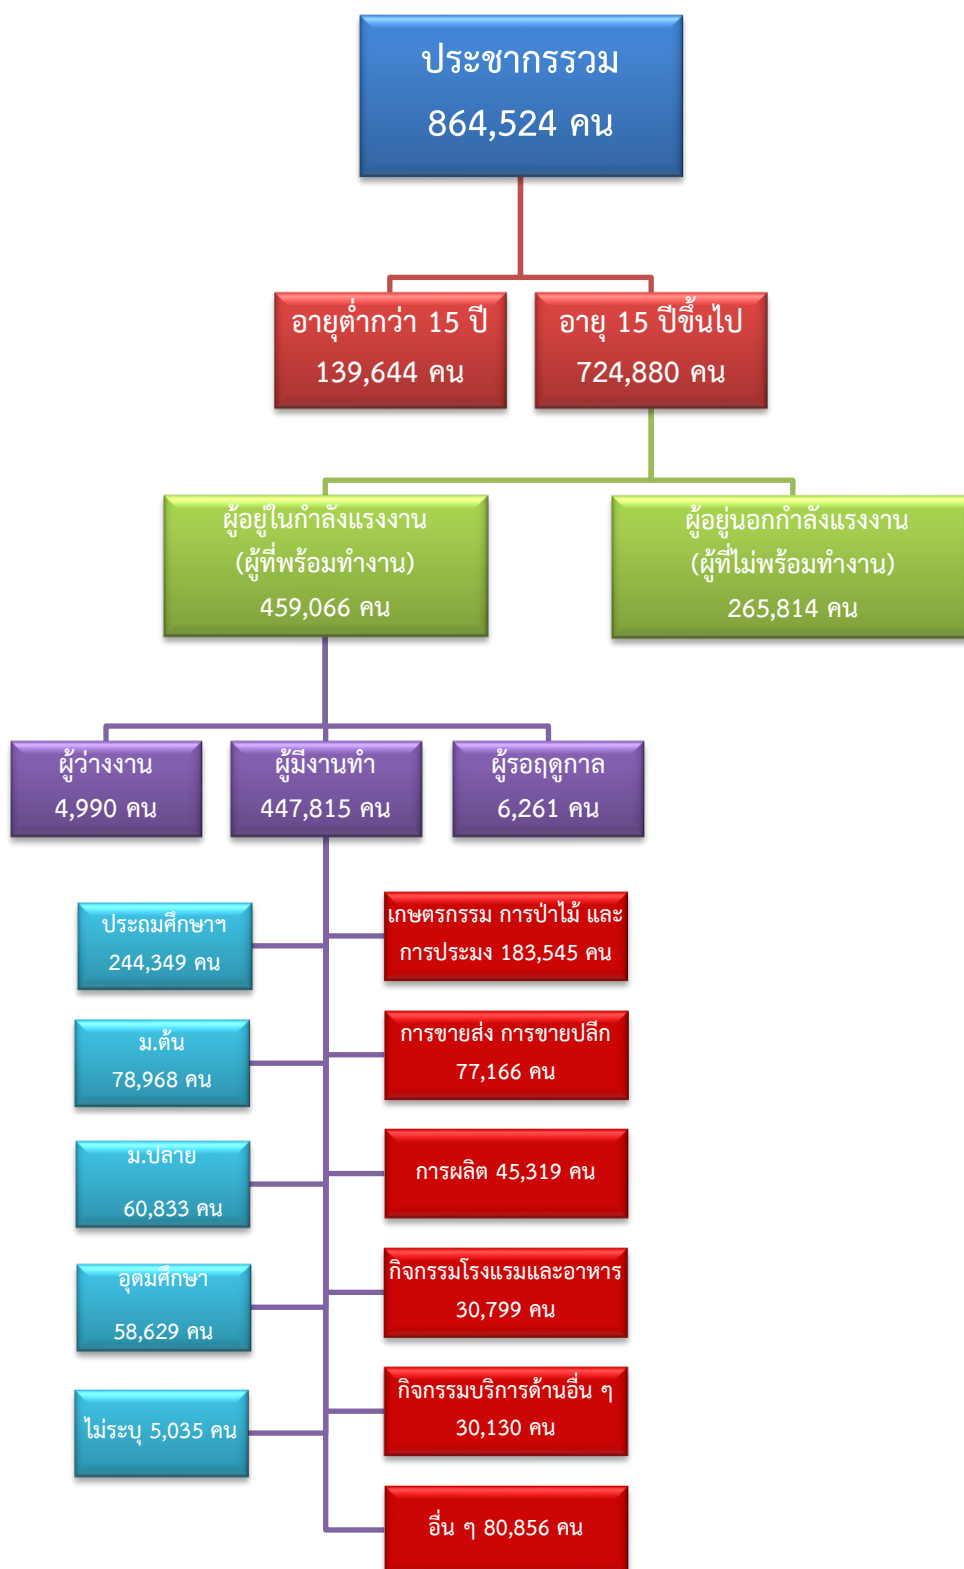 ประชากรรวม
864,524 คน
อายุต่ำกว่า 15 ปี
139,644 คน
อายุ 15 ปีขึ้นไป
724,880 คน
ผู้อยู่ในกำลังแรงงาน
(ผู้ที่พร้อมทำงาน)
459,066 คน
ผู้อยู่นอกกำลังแรงงาน
(ผู้ที่ไม่พร้อมทำงาน)
265,814 คน
ผู้ว่างงาน
4,990 คน
ผู้มีงานทำ
447,815 คน
ผู้รอฤดูกาล
6,261 คน
ประถมศึกษาฯ
244,349 คน
ม.ต้น
78,968 คน
ม.ปลาย
60,833 คน
อุดมศึกษา
58,629 คน
ไม่ระบุ 5,035 คน
เกษตรกรรม การป่าไม้ และ
การประมง 183,545 คน
การขายส่ง การขายปลีก
77,166 คน
การผลิต 45,319 คน
กิจกรรมโรงแรมและอาหาร
30,799 คน
กิจกรรมบริการด้านอื่น ๆ
30,130 คน
อื่น ๆ 80,856 คน